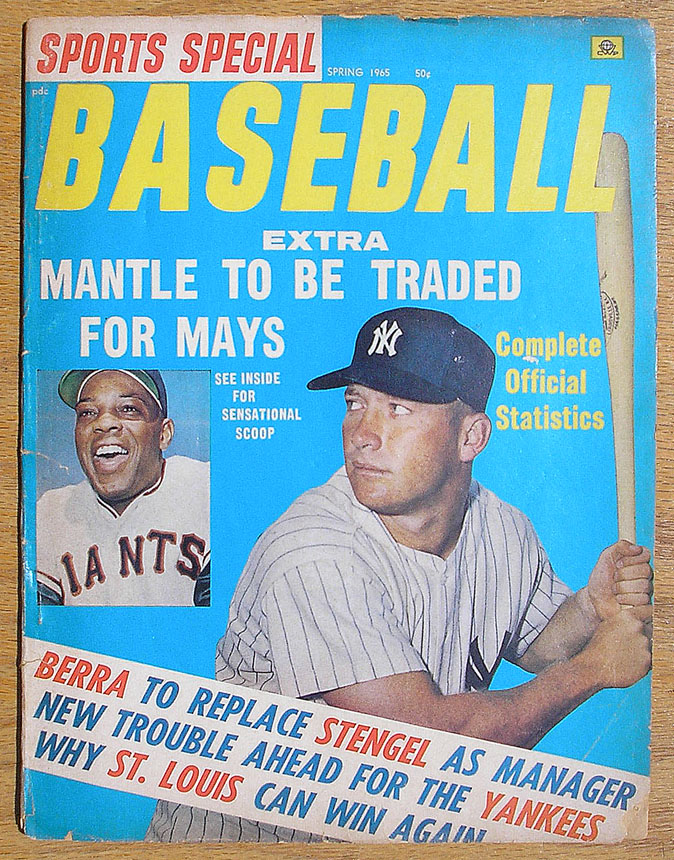 SPORTS SPECIAL
SPRING 1965 50¢
pdc
BASEBALL
EXTRA
MANTLE TO BE TRADED
FOR MAYS
SEE INSIDE
FOR
SENSATIONAL
SCOOP
Complete
Official
Statistics
NY
IANTS
BERRA TO REPLACE STENGEL AS MANAGER
NEW TROUBLE AHEAD FOR THE YANKEES
WHY ST. LOUIS CAN WIN AGAIN